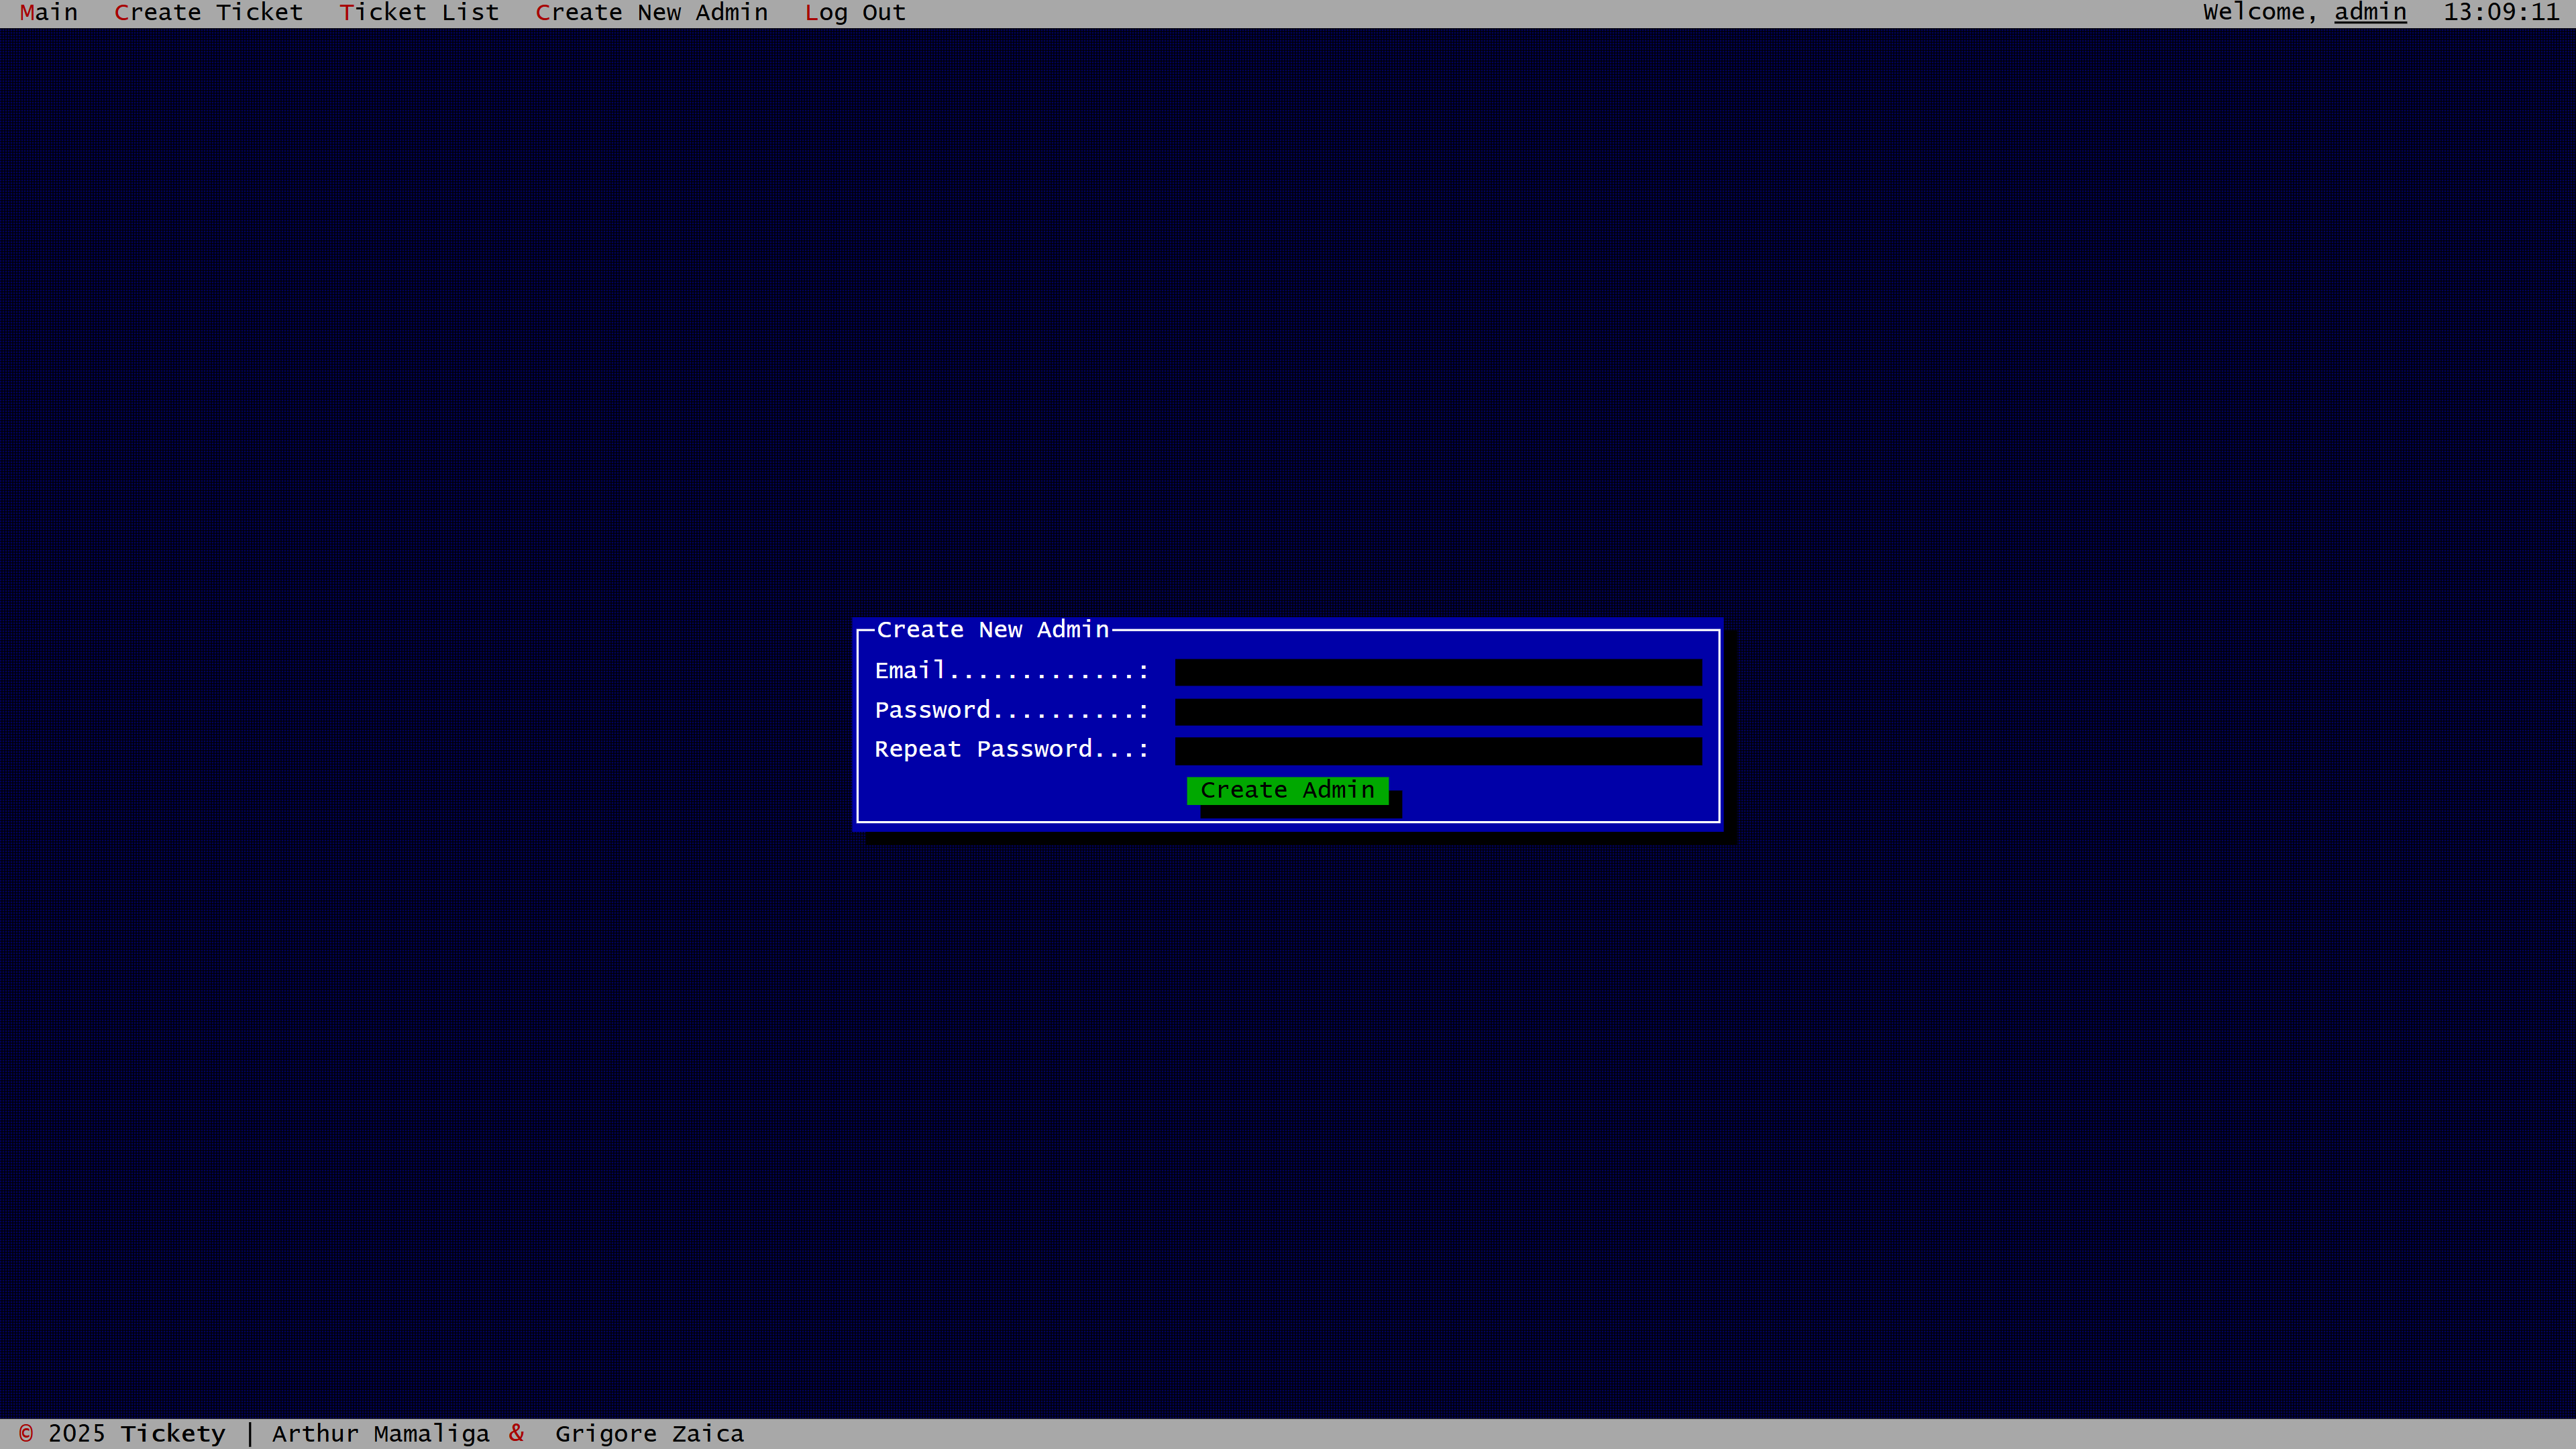 Main Create Ticket Ticket List Create New Admin Log Out Welcome, admin 13:09:11
Create New Admin
Email.............:
Password..........:
Repeat Password...:
Create Admin
© 2025 Tickety | Arthur Mamaliga & Grigore Zaica